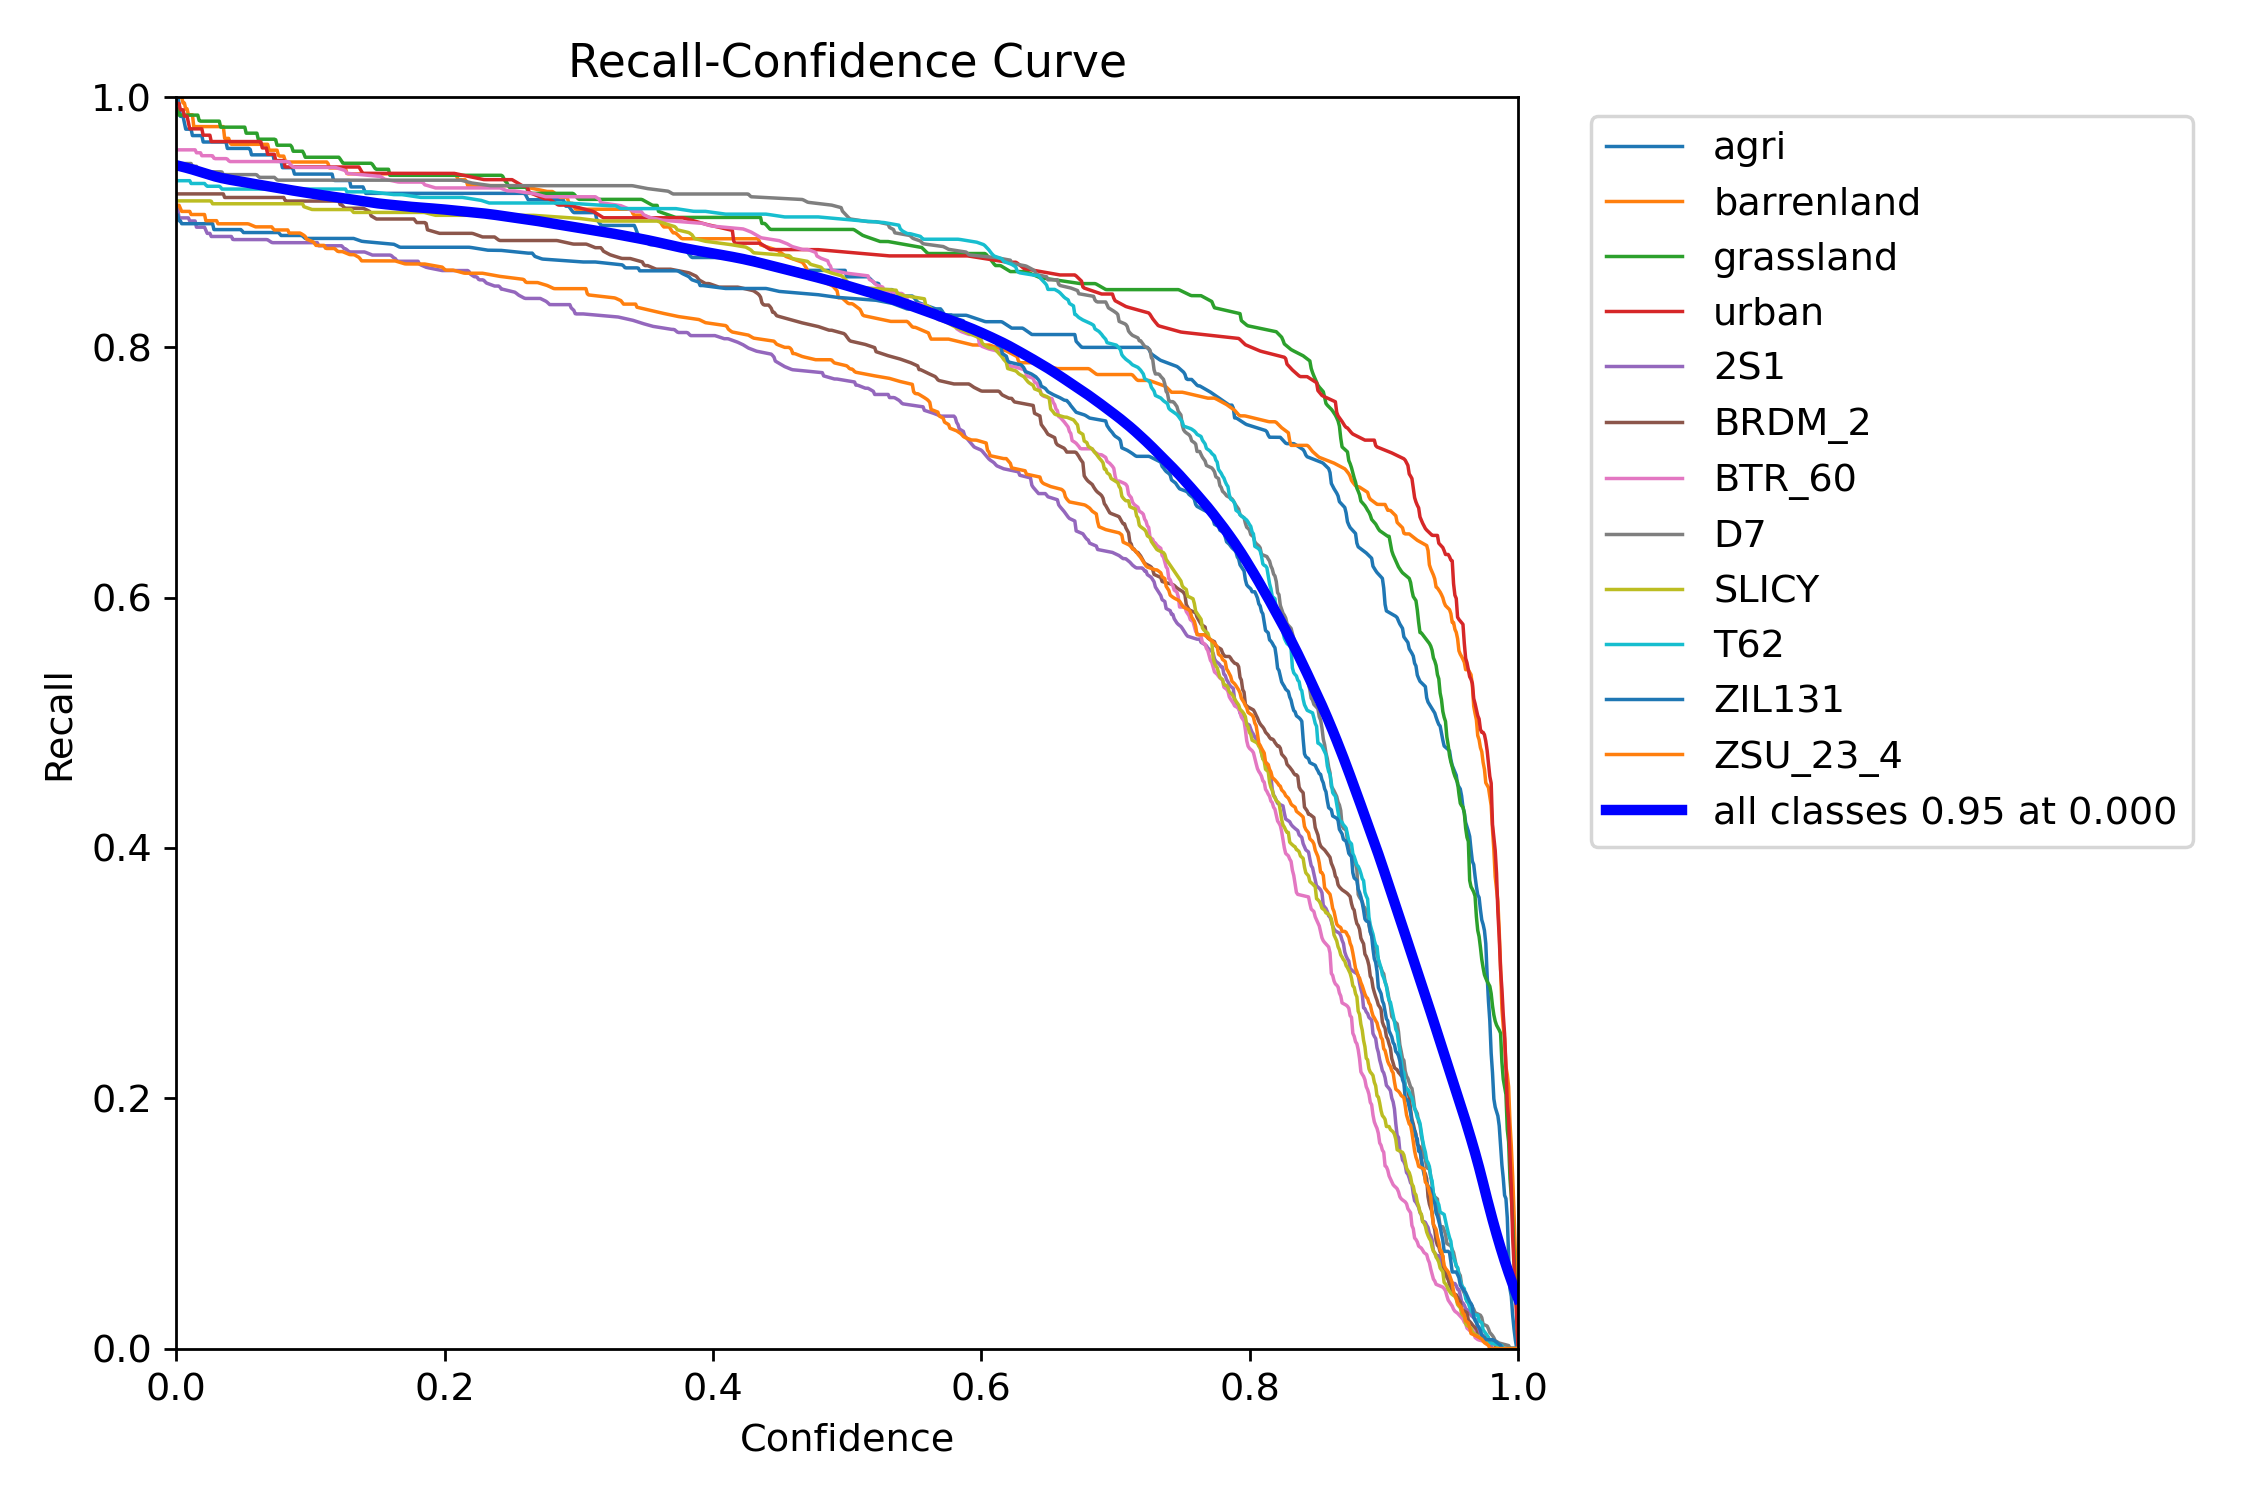 Recall-Confidence Curve
1.0
0.8
0.6
0.4
0.2
0.0
Recall
0.0 0.2 0.4 0.6 0.8 1.0
Confidence
agri
barrenland
grassland
urban
2S1
BRDM_2
BTR_60
D7
SLICY
T62
ZIL131
ZSU_23_4
all classes 0.95 at 0.000